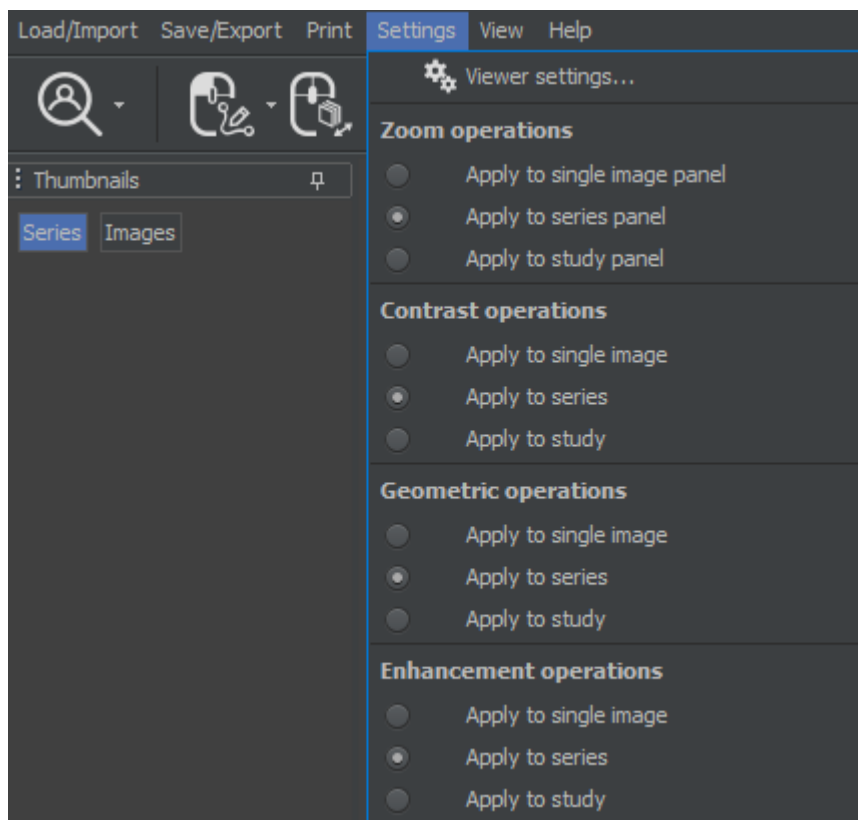 Load/Import Save/Export Print Settings View Help
Viewer settings...
Zoom operations
Thumbnails
Apply to single image panel
Series Images
Apply to series panel
Apply to study panel
Contrast operations
Apply to single image
Apply to series
Apply to study
Geometric operations
Apply to single image
Apply to series
Apply to study
Enhancement operations
Apply to single image
Apply to series
Apply to study